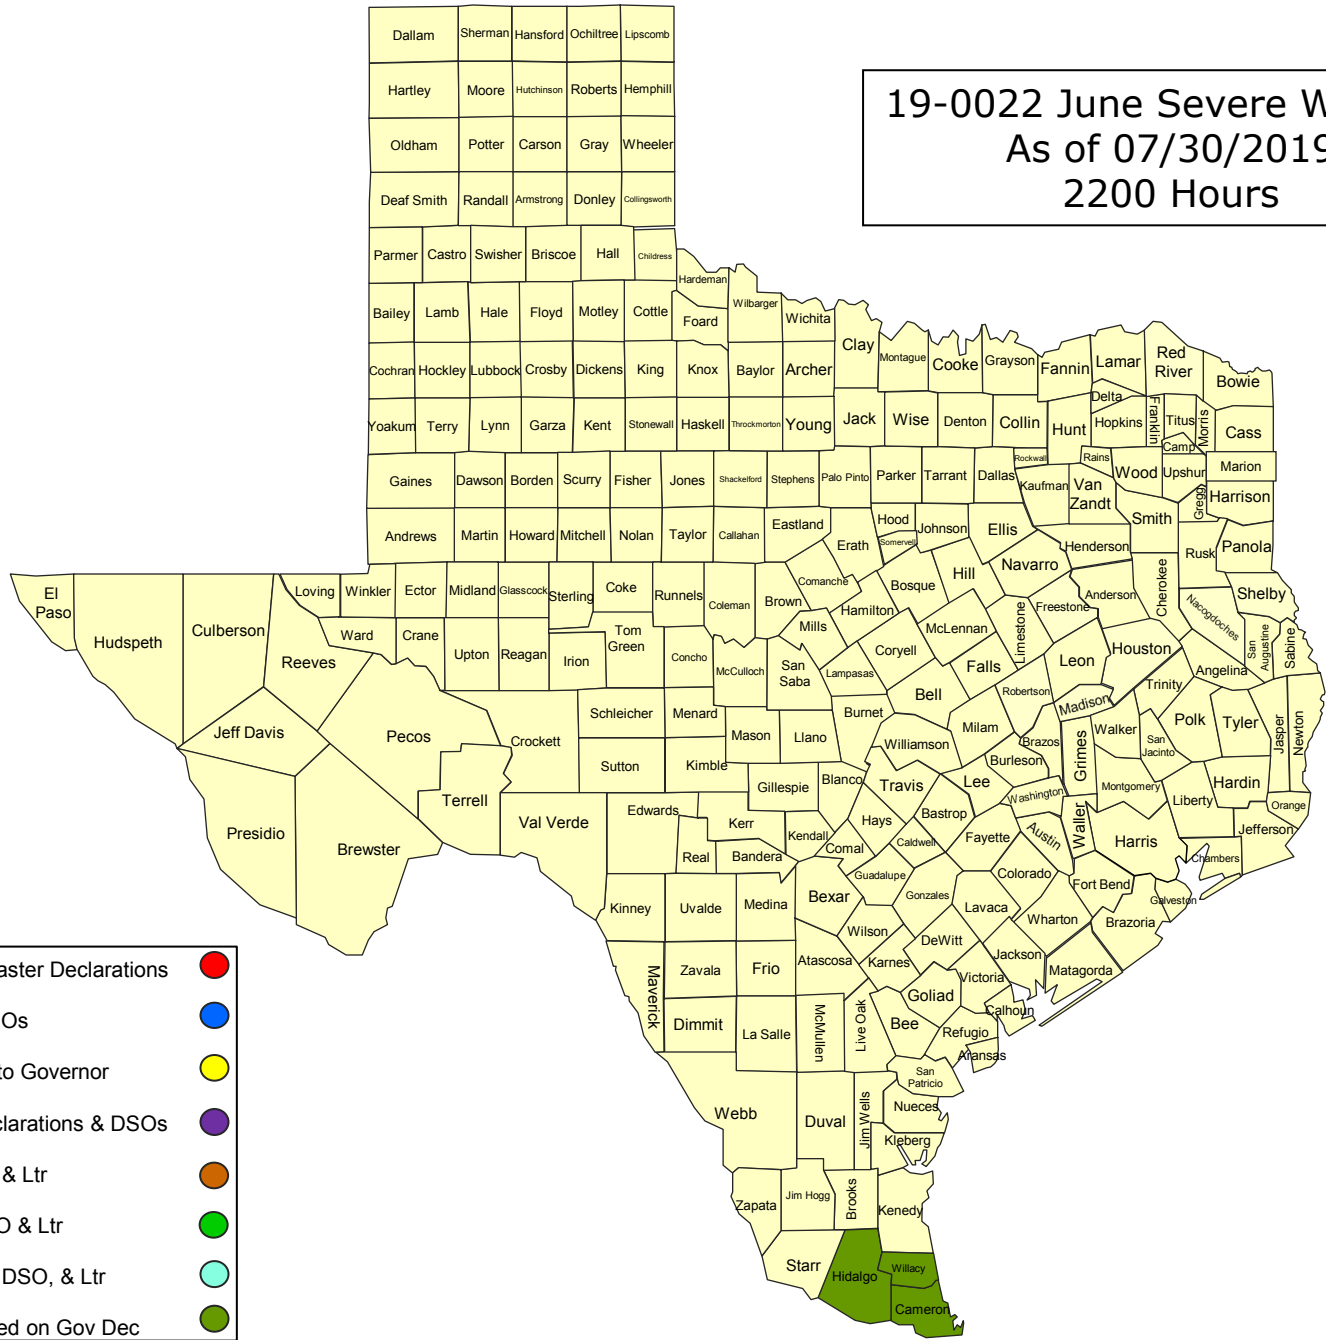 Dallam Sherman Hansford Ochiltree Lipscomb
Hartley Moore Hutchinson Roberts Hemphill
19-0022 June Severe W
As of 07/30/2019
2200 Hours
Oldham Potter Carson Gray Wheeler
Deaf Smith Randall Armstrong Donley Collingsworth
Parmer Castro Swisher Briscoe Hall Childress
Hardeman
Bailey Lamb Hale Floyd Motley Cottle Foard Wilbarger Wichita
Clay Montague Cooke Grayson Fannin Lamar Red River Bowie
Cochran Hockley Lubbock Crosby Dickens King Knox Baylor Archer
Delta
Yoakum Terry Lynn Garza Kent Stonewall Haskell Throckmorton Young Jack Wise Denton Collin Hunt Hopkins Franklin Titus Morris Cass
Camp
Rockwall Rains
Gaines Dawson Borden Scurry Fisher Jones Shackelford Stephens Palo Pinto Parker Tarrant Dallas Kaufman Van Zandt Wood Upshur Marion
Gregg Harrison
Andrews Martin Howard Mitchell Nolan Taylor Callahan Eastland Erath Hood Somervell Johnson Ellis Henderson Smith Rusk Panola
El Paso Hudspeth Culberson Loving Winkler Ector Midland Glasscock Sterling Coke Runnels Coleman Brown Comanche Hamilton Bosque Hill Navarro Freestone Anderson Cherokee Nacogdoches Shelby
Reeves Ward Crane Upton Reagan Irion Tom Green Concho McCulloch San Saba Mills Lampasas Coryell McLennan Limestone Falls Leon Houston Angelina San Augustine Sabine
Jeff Davis Pecos Crockett Schleicher Menard Mason Llano Burnet Bell Milam Robertson Madison Trinity
Williamson Brazos Grimes Walker San Jacinto Polk Tyler Jasper Newton
Sutton Kimble Gillespie Blanco Travis Lee Burleson Washington Montgomery Liberty Hardin Orange
Presidio Brewster Terrell Val Verde Edwards Kerr Kendall Hays Bastrop Fayette Austin Waller Harris Jefferson
Real Bandera Comal Caldwell Chambers
Kinney Uvalde Medina Bexar Guadalupe Gonzales Lavaca Colorado Fort Bend Galveston
Wharton Brazoria
Wilson DeWitt Jackson Matagorda
Maverick Zavala Frio Atascosa Karnes Victoria
Goliad Calhoun
Dimmit La Salle McMullen Live Oak Bee Refugio
Aransas
San Patricio
Webb Duval Jim Wells Nueces
Kleberg
Zapata Jim Hogg Brooks Kenedy
Starr Hidalgo Willacy
Cameron
aster Declarations
Os
to Governor
clarations & DSOs
& Ltr
O & Ltr
DSO, & Ltr
ed on Gov Dec